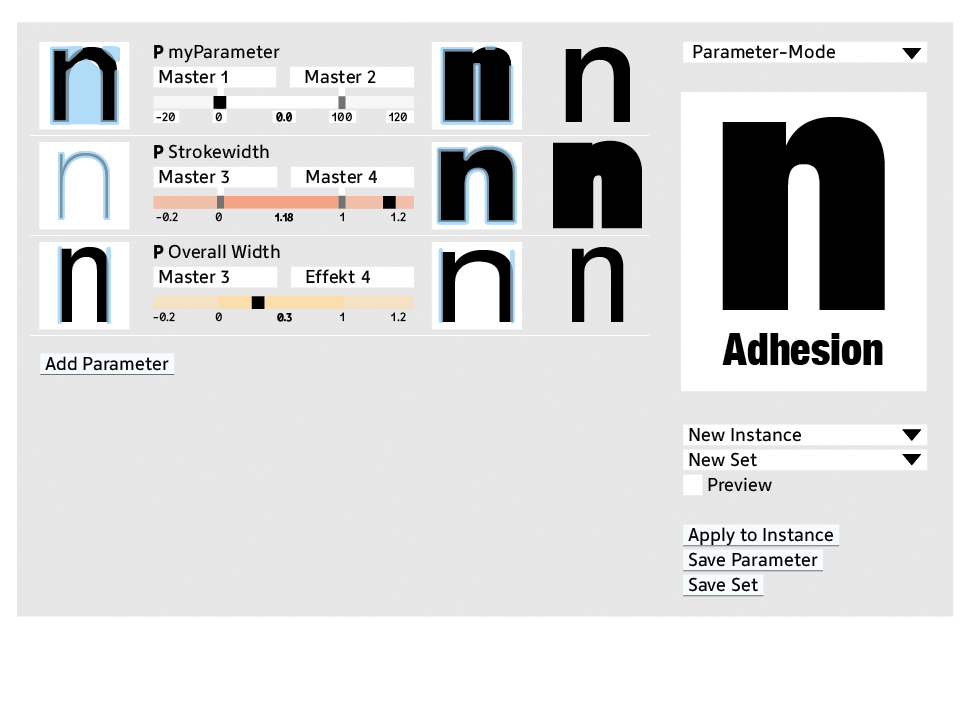 P myParameter
Master 1 Master 2
-20 0 0.0 100 120
P Strokewidth
Master 3 Master 4
-0.2 0 1.18 1 1.2
P Overall Width
Master 3 Effekt 4
-0.2 0 0.3 1 1.2
Add Parameter
n n n
n n n
n n n
Parameter-Mode
n
Adhesion
New Instance
New Set
Preview
Apply to Instance
Save Parameter
Save Set